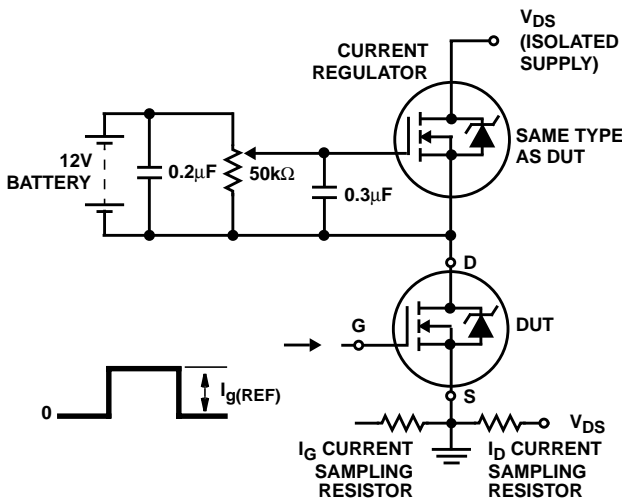 V_DS
(ISOLATED
SUPPLY)
CURRENT
REGULATOR
SAME TYPE
AS DUT
12V
BATTERY
0.2μF
50kΩ
0.3μF
D
DUT
G
I_g(REF)
0
S
V_DS
I_G CURRENT
SAMPLING
RESISTOR
I_D CURRENT
SAMPLING
RESISTOR